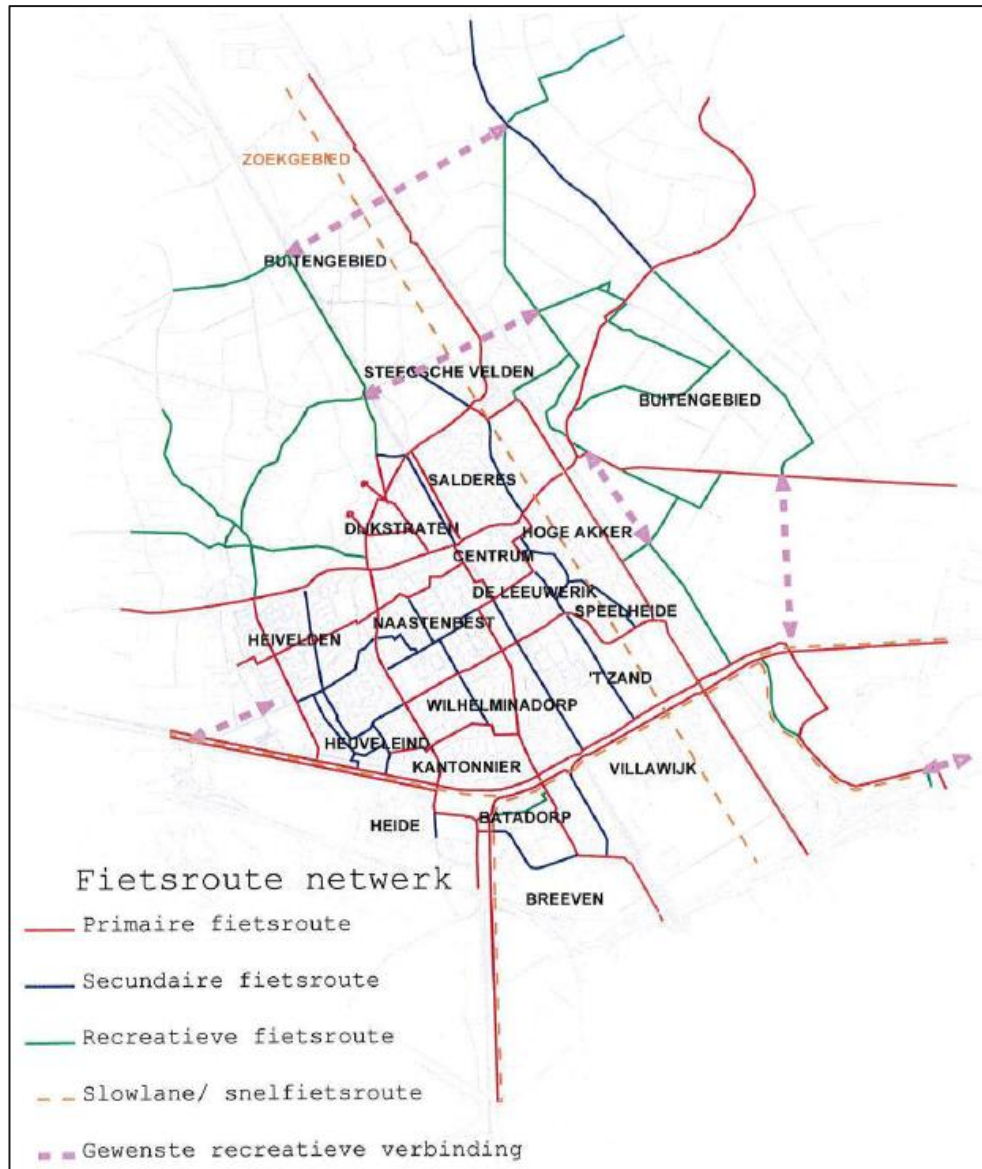 ZOEKGEBIED
BUITENGEBIED
STEEGSCHE VELDEN
BUITENGEBIED
SALDERES
DIJKSTRATEN
HOGE AKKER
CENTRUM
DE LEEUWERIK
SPEELHEIDE
NAASTENBEST
HEIVELDEN
'T ZAND
WILHELMINADORP
HEUVELEIND
KANTONNIER
VILLAWIJK
BATADORP
HEIDE
BREEVEN
Fietsroute netwerk
Primaire fietsroute
Secundaire fietsroute
Recreatieve fietsroute
Slowlane/ snelfietsroute
Gewenste recreatieve verbinding